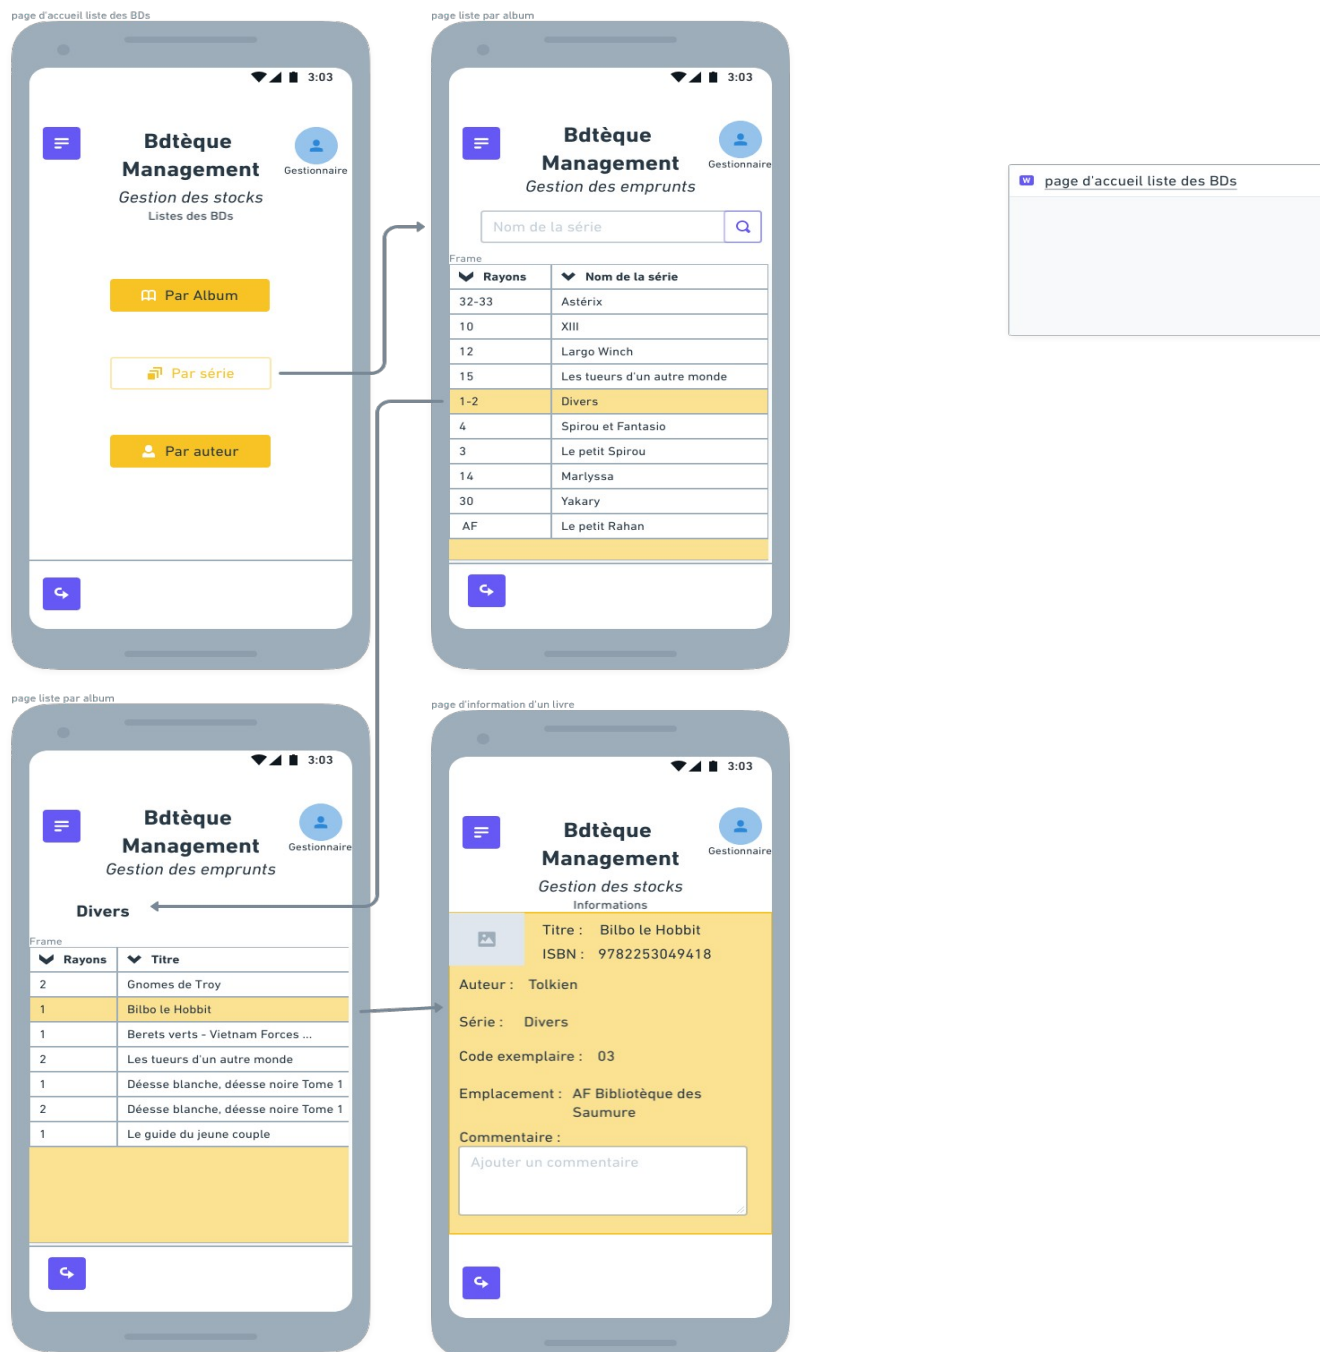 page d'accueil liste des BDs
3:03
Bdtèque
Management
Gestionnaire
Gestion des stocks
Listes des BDs
Par Album
Par série
Par auteur
page liste par album
3:03
Bdtèque
Management
Gestionnaire
Gestion des emprunts
Nom de la série
Frame
Rayons Nom de la série
32-33 Astérix
10 XIII
12 Largo Winch
15 Les tueurs d'un autre monde
1-2 Divers
4 Spirou et Fantasio
3 Le petit Spirou
14 Marlyssa
30 Yakary
AF Le petit Rahan
W page d'accueil liste des BDs
page liste par album
3:03
Bdtèque
Management
Gestionnaire
Gestion des emprunts
Divers
Frame
Rayons Titre
2 Gnomes de Troy
1 Bilbo le Hobbit
1 Berets verts - Vietnam Forces ...
2 Les tueurs d'un autre monde
1 Déesse blanche, déesse noire Tome 1
2 Déesse blanche, déesse noire Tome 1
1 Le guide du jeune couple
page d'information d'un livre
3:03
Bdtèque
Management
Gestionnaire
Gestion des stocks
Informations
Titre : Bilbo le Hobbit
ISBN : 9782253049418
Auteur : Tolkien
Série : Divers
Code exemplaire : 03
Emplacement : AF Bibliotèque des
Saumure
Commentaire :
Ajouter un commentaire